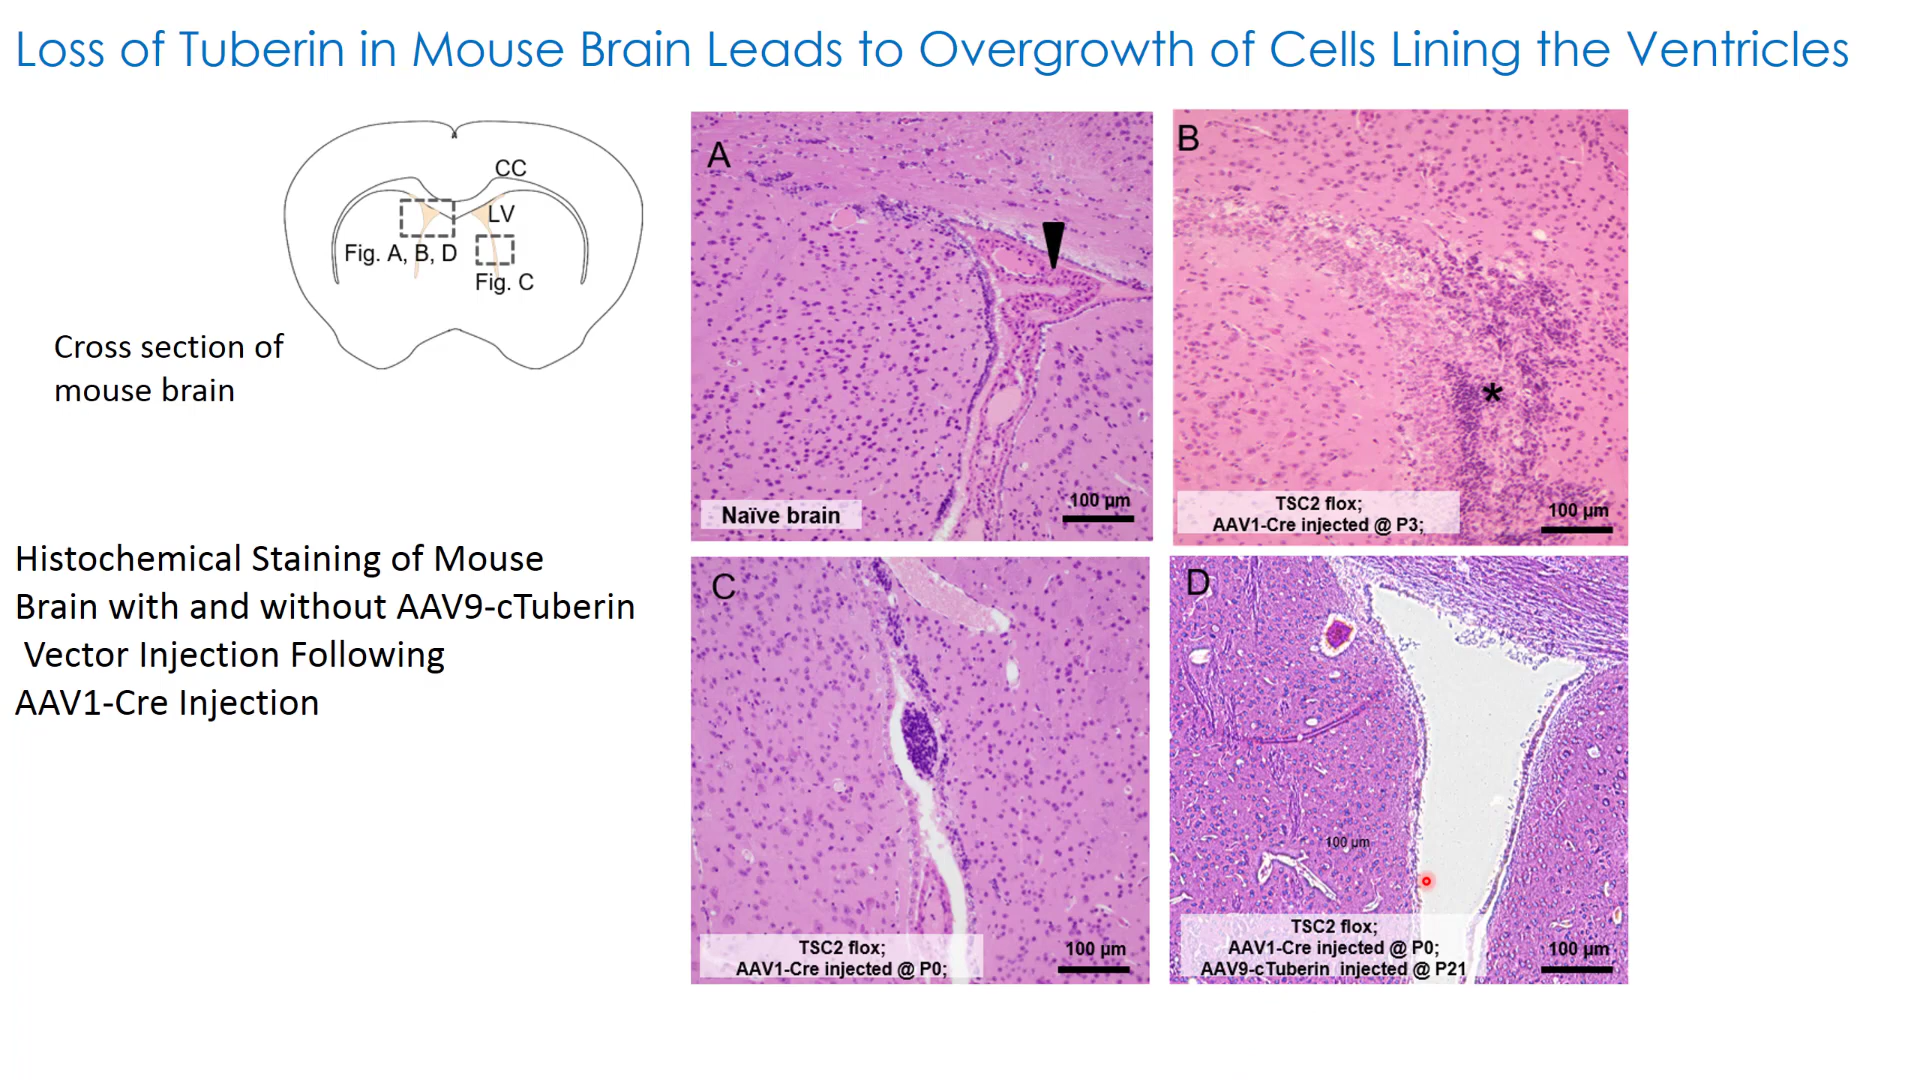 Loss of Tuberin in Mouse Brain Leads to Overgrowth of Cells Lining the Ventricles
CC
LV
Fig. A, B, D
Fig. C
Cross section of
mouse brain
Histochemical Staining of Mouse
Brain with and without AAV9-cTuberin
Vector Injection Following
AAV1-Cre Injection
A
Naïve brain
100 µm
B
*
TSC2 flox;
AAV1-Cre injected @ P3;
100 µm
C
TSC2 flox;
AAV1-Cre injected @ P0;
100 µm
D
100 µm
TSC2 flox;
AAV1-Cre injected @ P0;
AAV9-cTuberin injected @ P21
100 µm